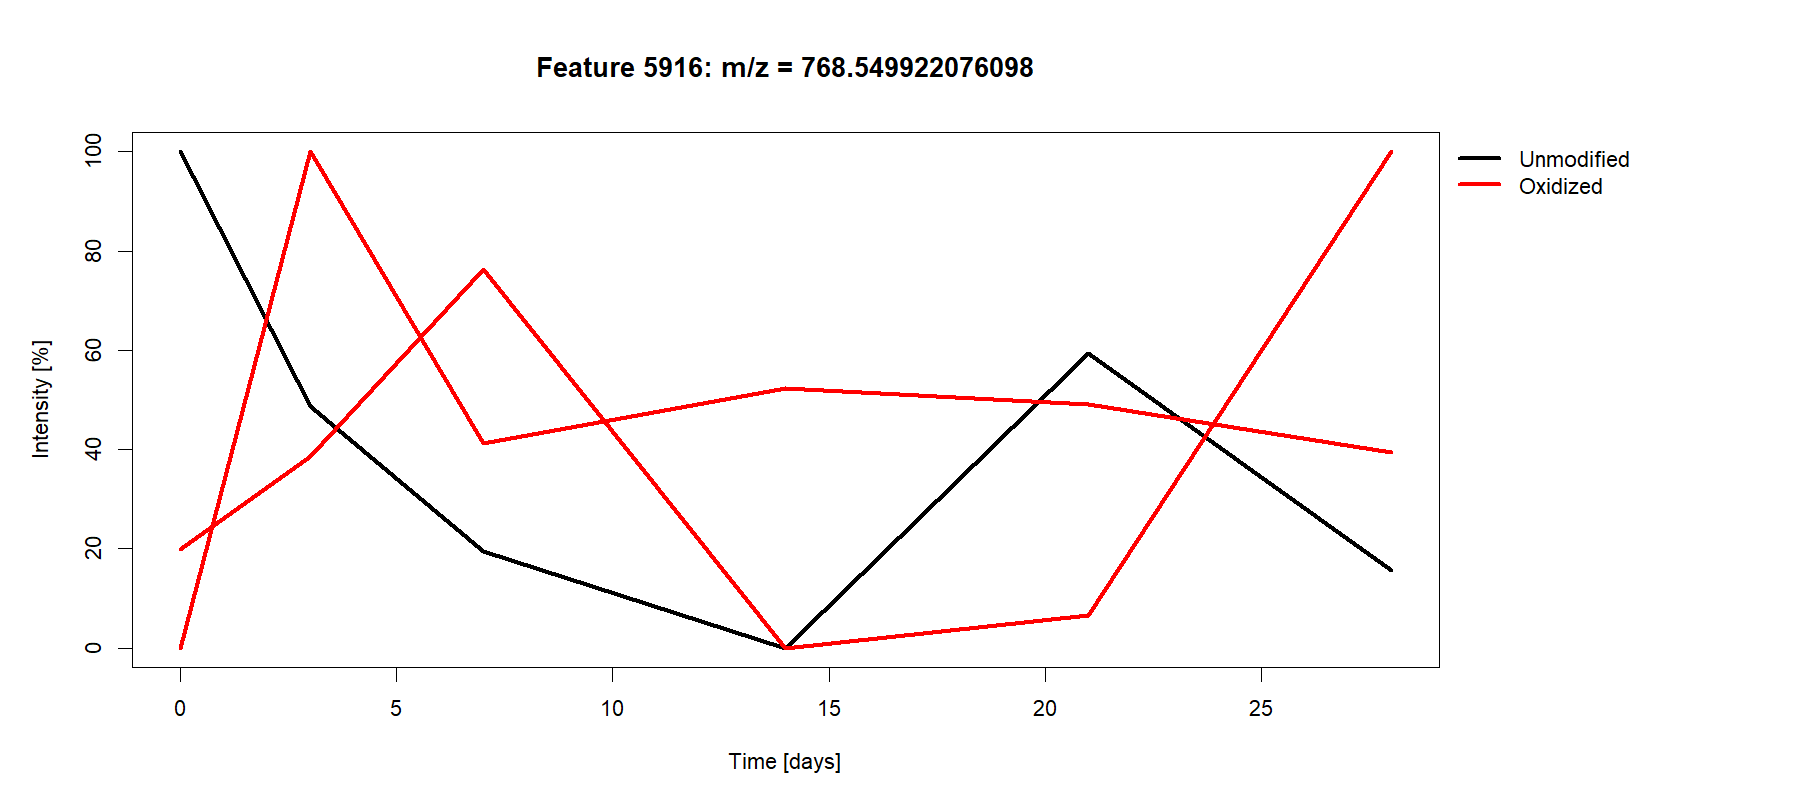 Feature 5916: m/z = 768.549922076098
Unmodified
Oxidized
100
80
60
40
20
0
Intensity [%]
0 5 10 15 20 25
Time [days]